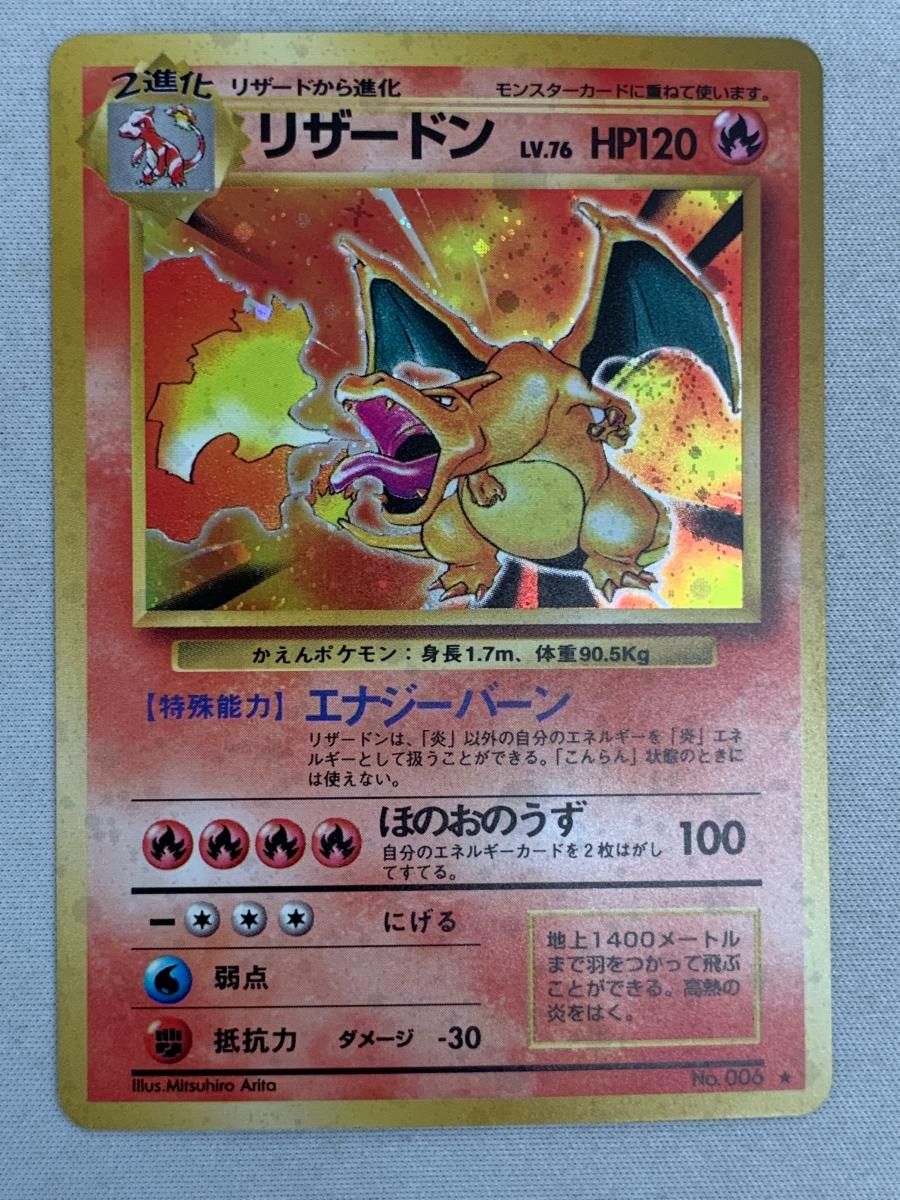 2進化
リザードから進化
モンスターカードに重ねて使います。
リザードン LV.76 HP120
かえんポケモン：身長1.7m、体重90.5Kg
【特殊能力】エナジーバーン
リザードンは、「炎」以外の自分のエネルギーを「炎」エネ
ルギーとして扱うことができる。「こんらん」状態のときに
は使えない。
ほのおのうず 100
自分のエネルギーカードを2枚はがし
てすてる。
にげる
弱点
抵抗力 ダメージ -30
地上1400メートル
まで羽をつかって飛ぶ
ことができる。高熱の
炎をはく。
Illus.Mitsuhiro Arita
No. 006 ★